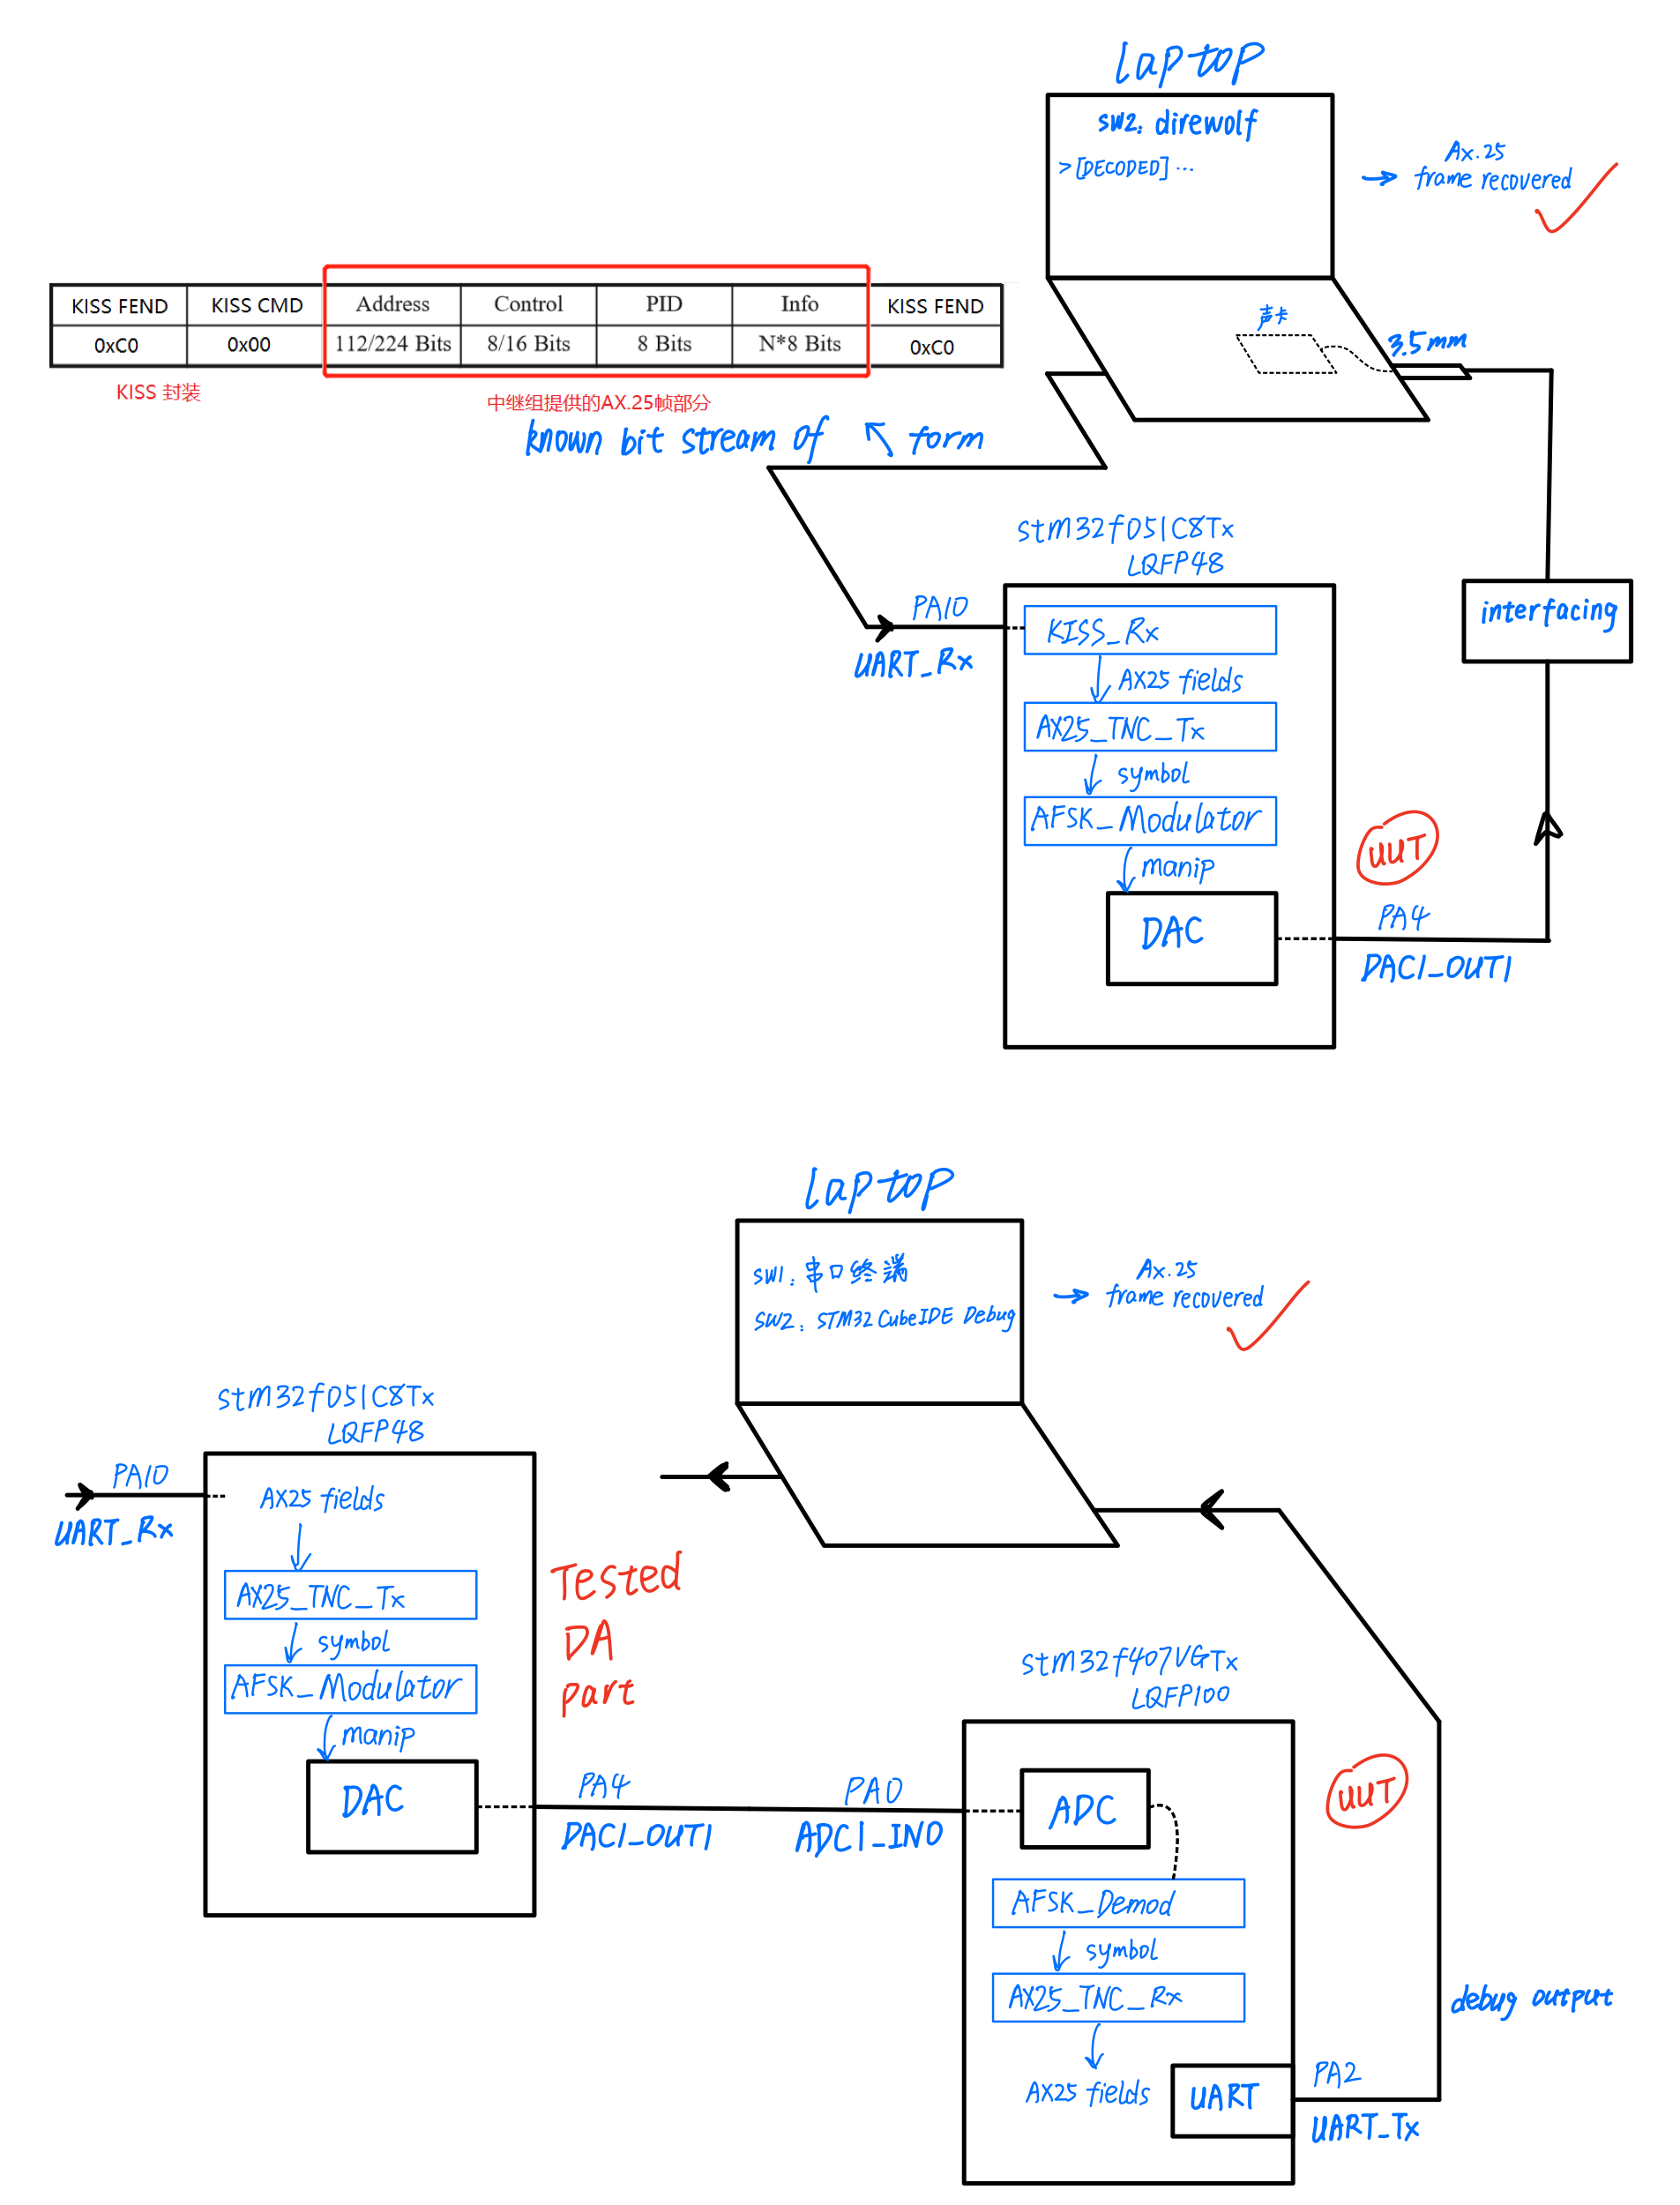 laptop
sw2: direwolf
>[DECODED] ...
Ax.25
frame recovered
声卡
3.5mm
KISS FEND KISS CMD Address Control PID Info KISS FEND
0xC0 0x00 112/224 Bits 8/16 Bits 8 Bits N*8 Bits 0xC0
KISS 封装
中继组提供的AX.25帧部分
known bit stream of form
stm32f051C8Tx
LQFP48
PA10
UART_Rx
KISS_Rx
AX25 fields
AX25_TNC_Tx
symbol
AFSK_Modulator
manip
DAC
interfacing
UUT
PA4
DAC1_OUT1
laptop
sw1: 串口终端
SW2: STM32 CubeIDE Debug
Ax.25
frame recovered
stm32f051C8Tx
LQFP48
PA10
UART_Rx
AX25 fields
AX25_TNC_Tx
symbol
AFSK_Modulator
manip
DAC
Tested
DA
part
PA4
DAC1_OUT1
PA0
ADC1_IN0
stm32f407VGTx
LQFP100
ADC
AFSK_Demod
symbol
AX25_TNC_Rx
AX25 fields
UART
UUT
debug output
PA2
UART_Tx